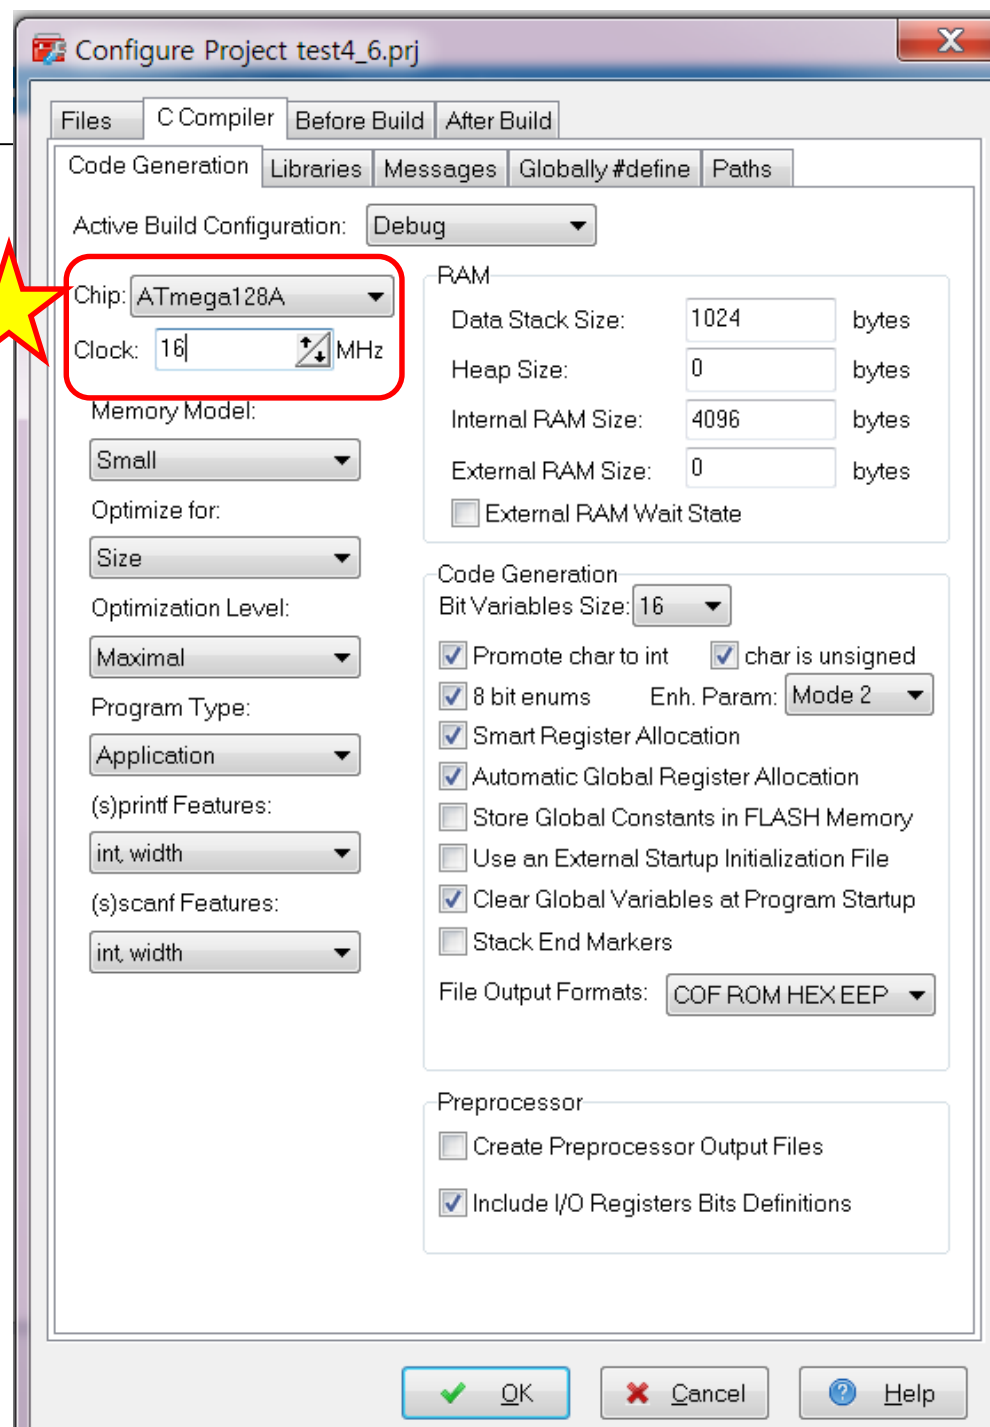 Configure Project test4_6.prj
Files C Compiler Before Build After Build
Code Generation Libraries Messages Globally #define Paths
Active Build Configuration: Debug
Chip: ATmega128A
Clock: 16 MHz
Memory Model:
Small
Optimize for:
Size
Optimization Level:
Maximal
Program Type:
Application
(s)printf Features:
int, width
(s)scanf Features:
int, width
RAM
Data Stack Size: 1024 bytes
Heap Size: 0 bytes
Internal RAM Size: 4096 bytes
External RAM Size: 0 bytes
External RAM Wait State
Code Generation
Bit Variables Size: 16
Promote char to int char is unsigned
8 bit enums Enh. Param: Mode 2
Smart Register Allocation
Automatic Global Register Allocation
Store Global Constants in FLASH Memory
Use an External Startup Initialization File
Clear Global Variables at Program Startup
Stack End Markers
File Output Formats: COF ROM HEX EEP
Preprocessor
Create Preprocessor Output Files
Include I/O Registers Bits Definitions
OK Cancel Help